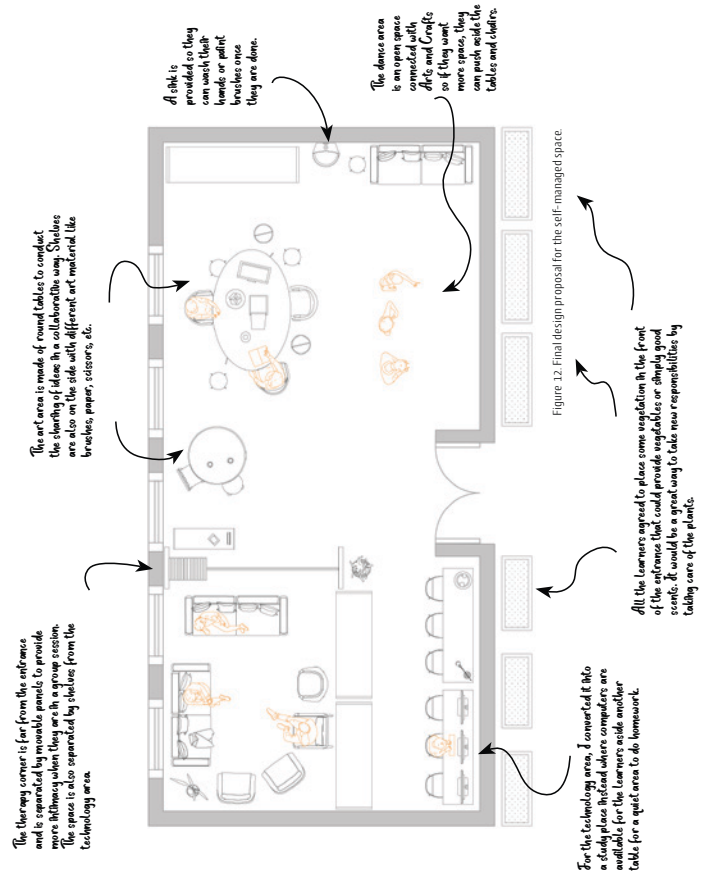 The therapy corner is far from the entrance
and is separated by movable panels to provide
more intimacy when they are in a group session.
The space is also separated by shelves from the
technology area
The art area is made of round tables to conduct
the sharing of ideas in a collaborative way. Shelves
are also on the side with different art material like
brushes, paper, scissors, etc.
A sink is
provided so they
can wash their
hands or paint
brushes once
they are done.
The dance area
is an open space
connected with
Arts and Crafts
so if they want
more space, they
can push aside the
tables and chairs.
For the technology area, I converted it into
a study place instead where computers are
available for the learners aside another
table for a quiet area to do homework.
All the learners agreed to place some vegetation in the front
of the entrance that could provide vegetables or simply good
scents. It would be a great way to take new responsibilities by
taking care of the plants.
Figure 12. Final design proposal for the self-managed space.